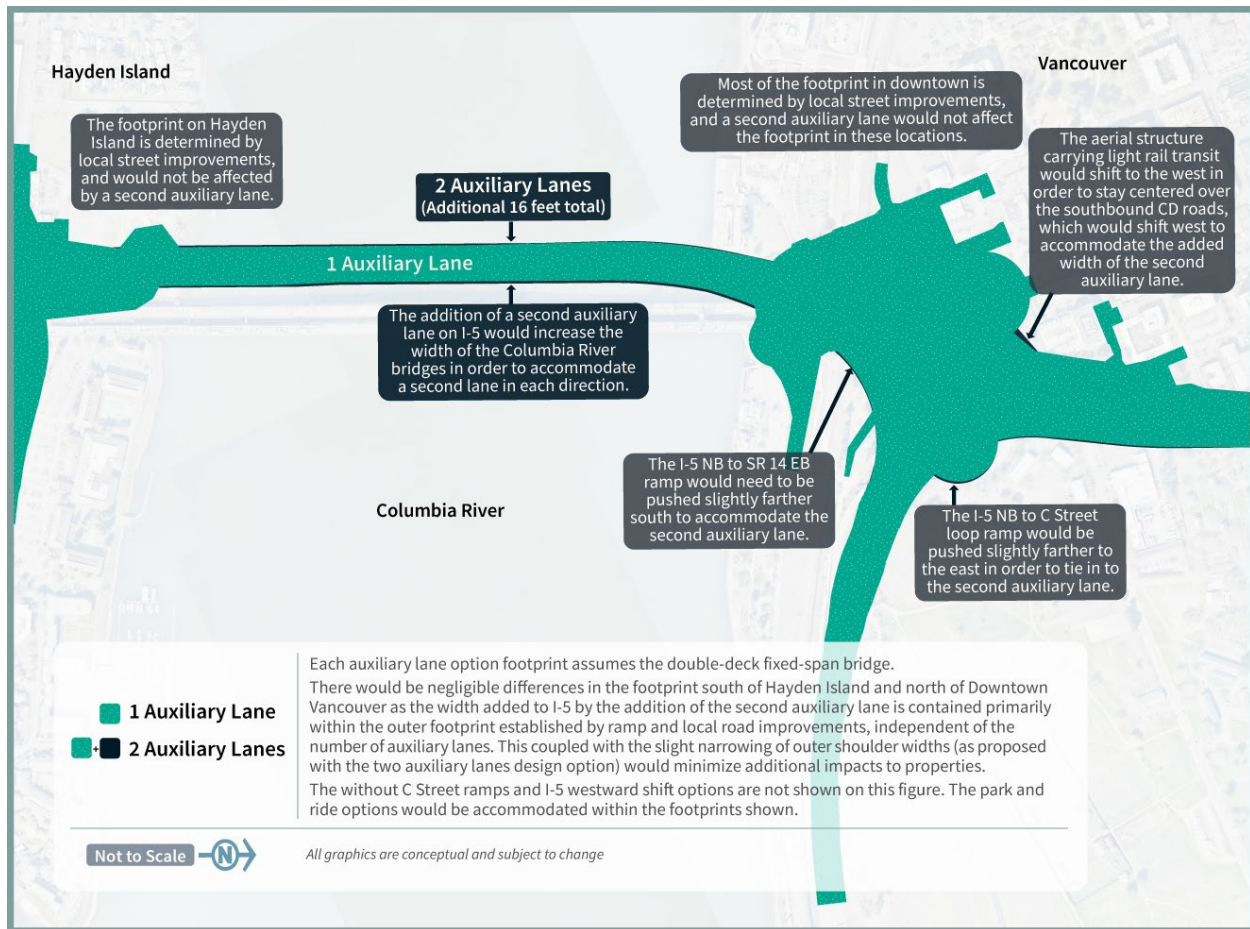 Hayden Island
Vancouver
The footprint on Hayden
Island is determined by
local street improvements,
and would not be affected
by a second auxiliary lane.
2 Auxiliary Lanes
(Additional 16 feet total)
Most of the footprint in downtown is
determined by local street improvements,
and a second auxiliary lane would not affect
the footprint in these locations.
The aerial structure
carrying light rail transit
would shift to the west in
order to stay centered over
the southbound CD roads,
which would shift west to
accommodate the added
width of the second
auxiliary lane.
1 Auxiliary Lane
The addition of a second auxiliary
lane on I-5 would increase the
width of the Columbia River
bridges in order to accommodate
a second lane in each direction.
The I-5 NB to SR 14 EB
ramp would need to be
pushed slightly farther
south to accommodate the
second auxiliary lane.
Columbia River
The I-5 NB to C Street
loop ramp would be
pushed slightly farther to
the east in order to tie in to
the second auxiliary lane.
1 Auxiliary Lane
+ 2 Auxiliary Lanes
Each auxiliary lane option footprint assumes the double-deck fixed-span bridge.
There would be negligible differences in the footprint south of Hayden Island and north of Downtown
Vancouver as the width added to I-5 by the addition of the second auxiliary lane is contained primarily
within the outer footprint established by ramp and local road improvements, independent of the
number of auxiliary lanes. This coupled with the slight narrowing of outer shoulder widths (as proposed
with the two auxiliary lanes design option) would minimize additional impacts to properties.
The without C Street ramps and I-5 westward shift options are not shown on this figure. The park and
ride options would be accommodated within the footprints shown.
Not to Scale N
All graphics are conceptual and subject to change